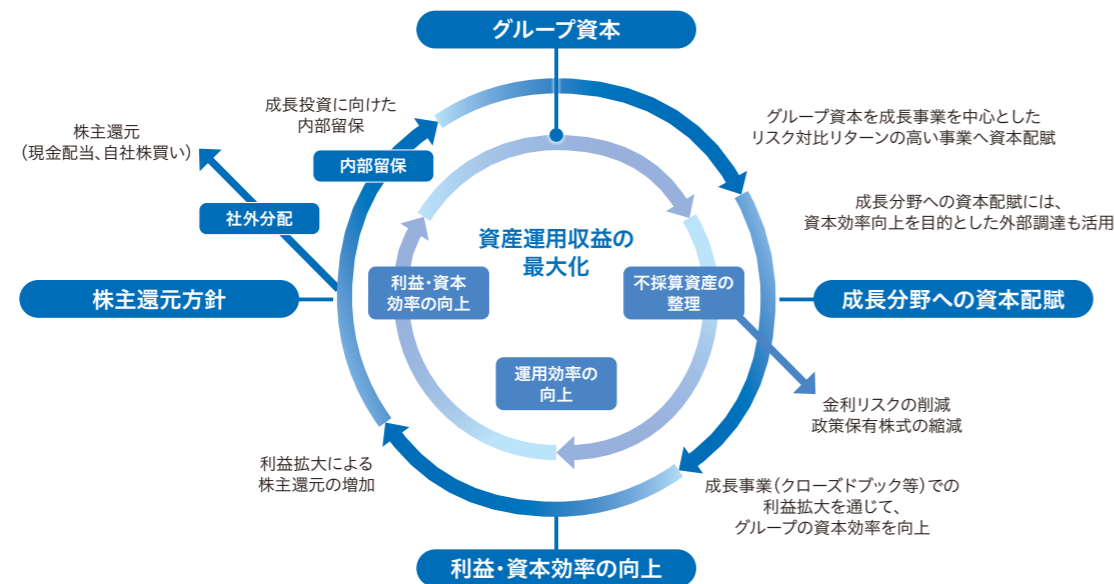 グループ資本
成長投資に向けた
内部留保
株主還元
（現金配当、自社株買い）
内部留保
社外分配
グループ資本を成長事業を中心とした
リスク対比リターンの高い事業へ資本配賦
成長分野への資本配賦には、
資本効率向上を目的とした外部調達も活用
資産運用収益の
最大化
株主還元方針
利益・資本
効率の向上
不採算資産の
整理
成長分野への資本配賦
運用効率の
向上
金利リスクの削減
政策保有株式の縮減
利益拡大による
株主還元の増加
成長事業（クローズドブック等）での
利益拡大を通じて、
グループの資本効率を向上
利益・資本効率の向上